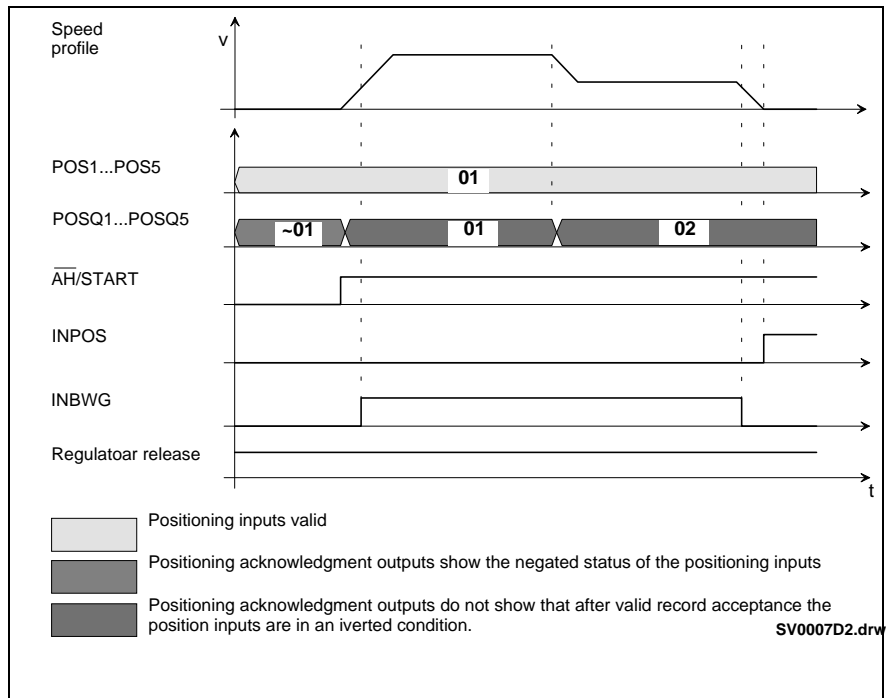 Speed
profile
v
POS1...POS5
01
POSQ1...POSQ5
~01
01
02
A̅H̅/START
INPOS
INBWG
Regulatoar release
t
Positioning inputs valid
Positioning acknowledgment outputs show the negated status of the positioning inputs
Positioning acknowledgment outputs do not show that after valid record acceptance the
position inputs are in an iverted condition.
SV0007D2.drw